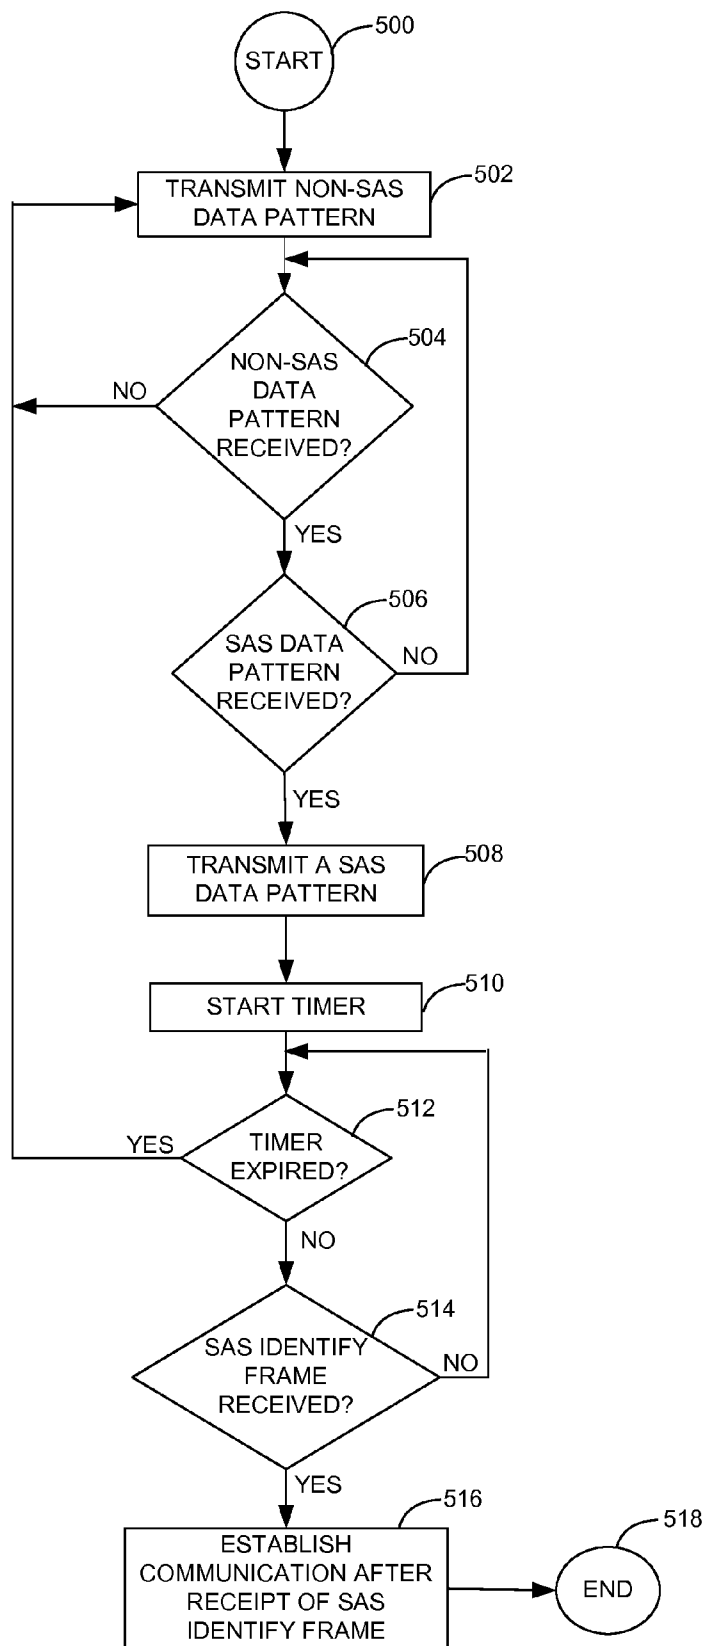 500
START
502
TRANSMIT NON-SAS
DATA PATTERN
504
NON-SAS
DATA
PATTERN
RECEIVED?
NO
YES
506
SAS DATA
PATTERN
RECEIVED?
NO
YES
508
TRANSMIT A SAS
DATA PATTERN
510
START TIMER
512
TIMER
EXPIRED?
YES
NO
514
SAS IDENTIFY
FRAME
RECEIVED?
NO
YES
516
ESTABLISH
COMMUNICATION AFTER
RECEIPT OF SAS
IDENTIFY FRAME
518
END